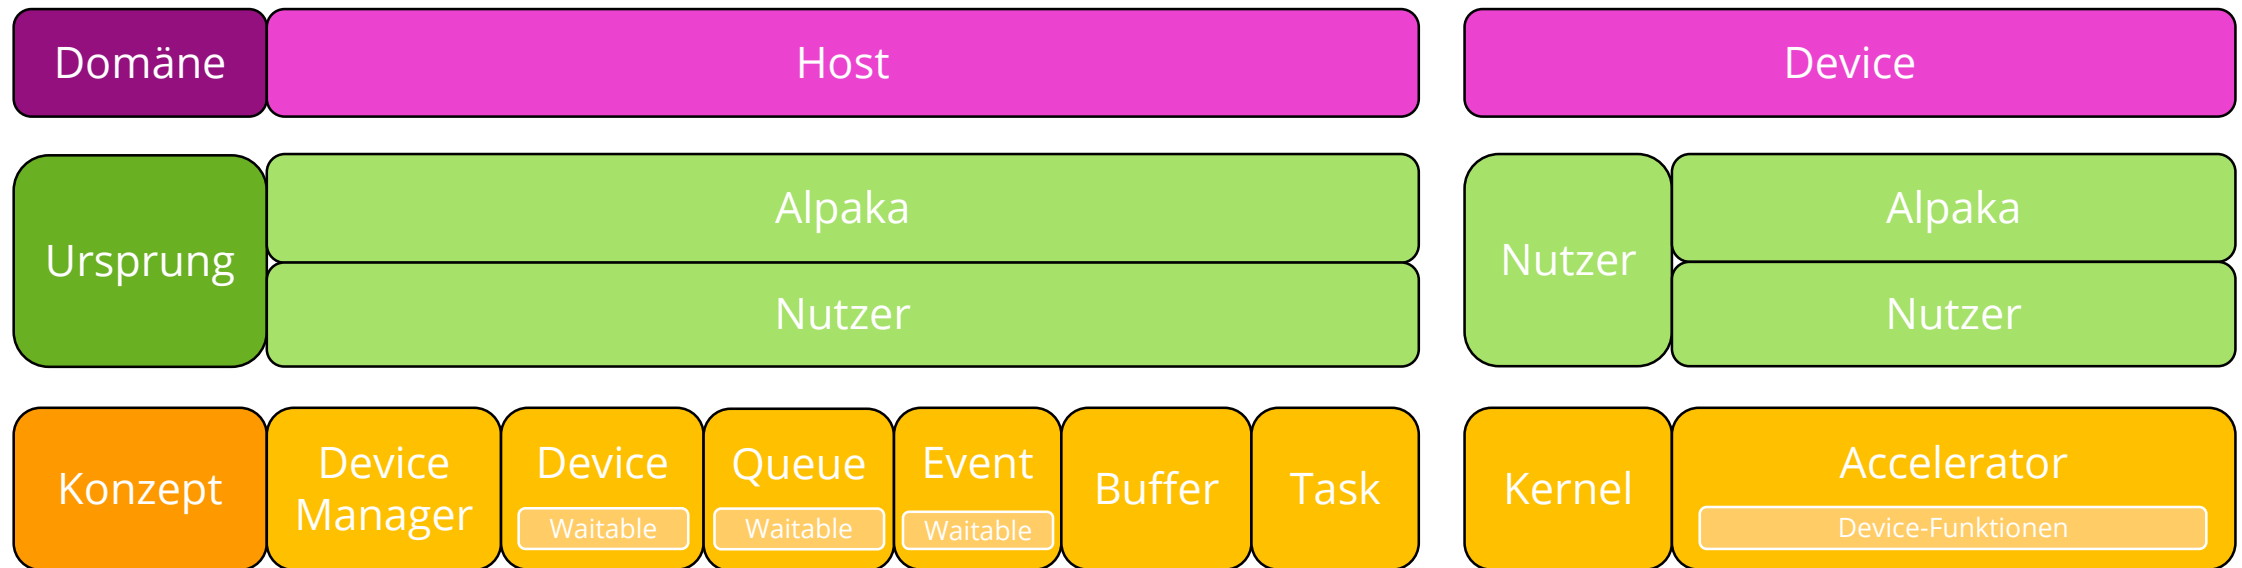 Domäne
Host
Device
Ursprung
Alpaka
Nutzer
Nutzer
Alpaka
Nutzer
Konzept
Device
Manager
Device
Waitable
Queue
Waitable
Event
Waitable
Buffer
Task
Kernel
Accelerator
Device-Funktionen